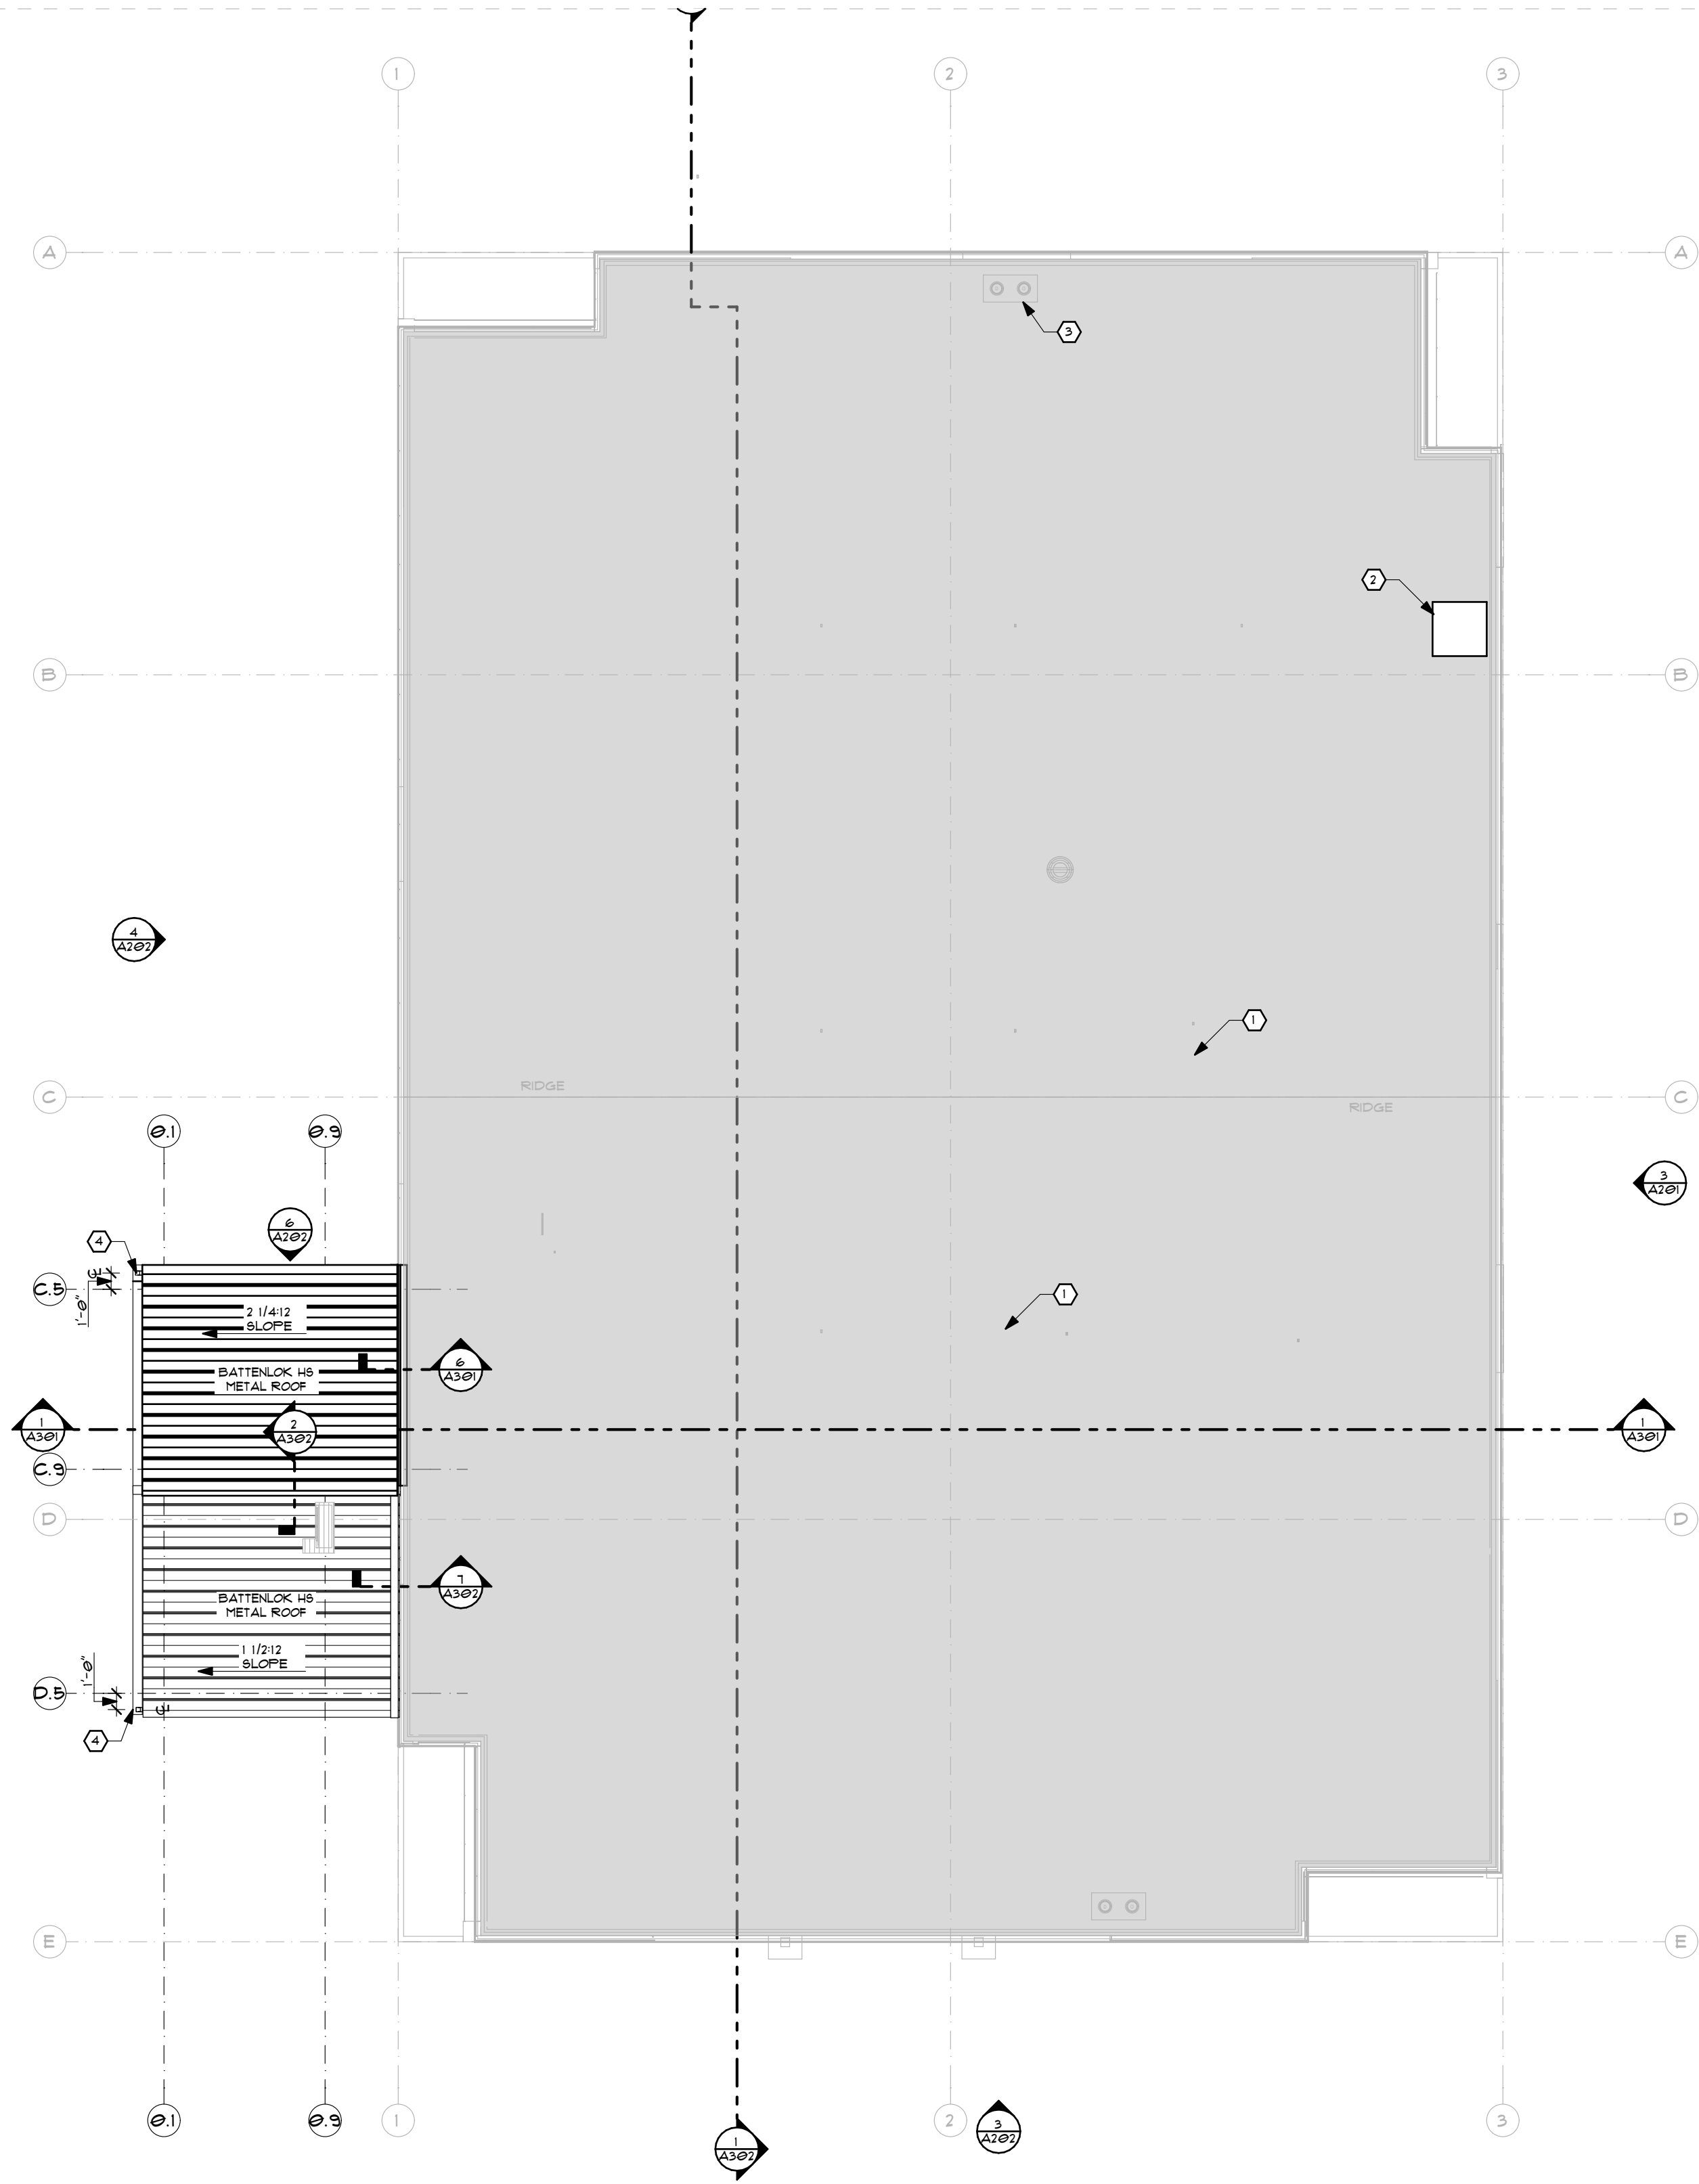 1
2
3
A
A
3
2
B
B
4
A202
1
RIDGE
C
C
RIDGE
0.1
0.9
3
A201
6
A202
4
C.5
1'-0"
2 1/4:12
SLOPE
1
6
A301
BATTENLOK HS
METAL ROOF
1
A301
2
A302
1
A301
C.9
D
D
7
A302
BATTENLOK HS
METAL ROOF
1 1/2:12
SLOPE
1'-0"
D.5
4
E
E
0.1
0.9
1
2
3
3
A202
1
A302